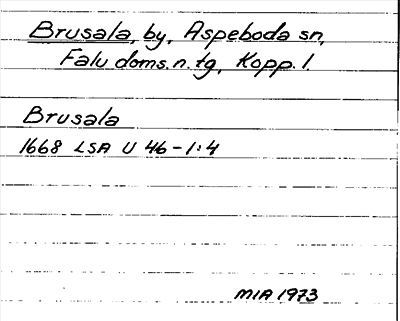 Brusala, by, Aspeboda sn,
Falu doms.n. tg, Kopp. l.
Brusala
1668 LSA U 46-1:4
MIA 1973